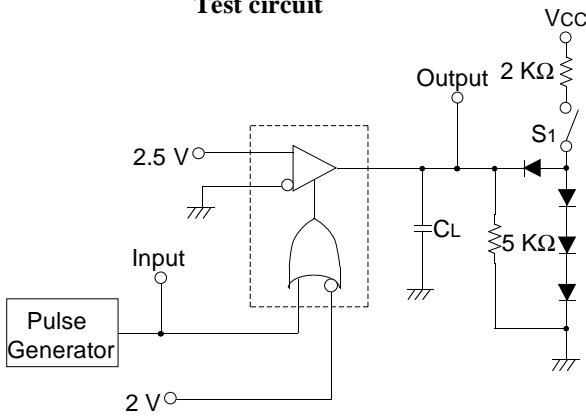 Test circuit
VCC
2 KΩ
Output
S1
2.5 V
CL
5 KΩ
Input
Pulse
Generator
2 V